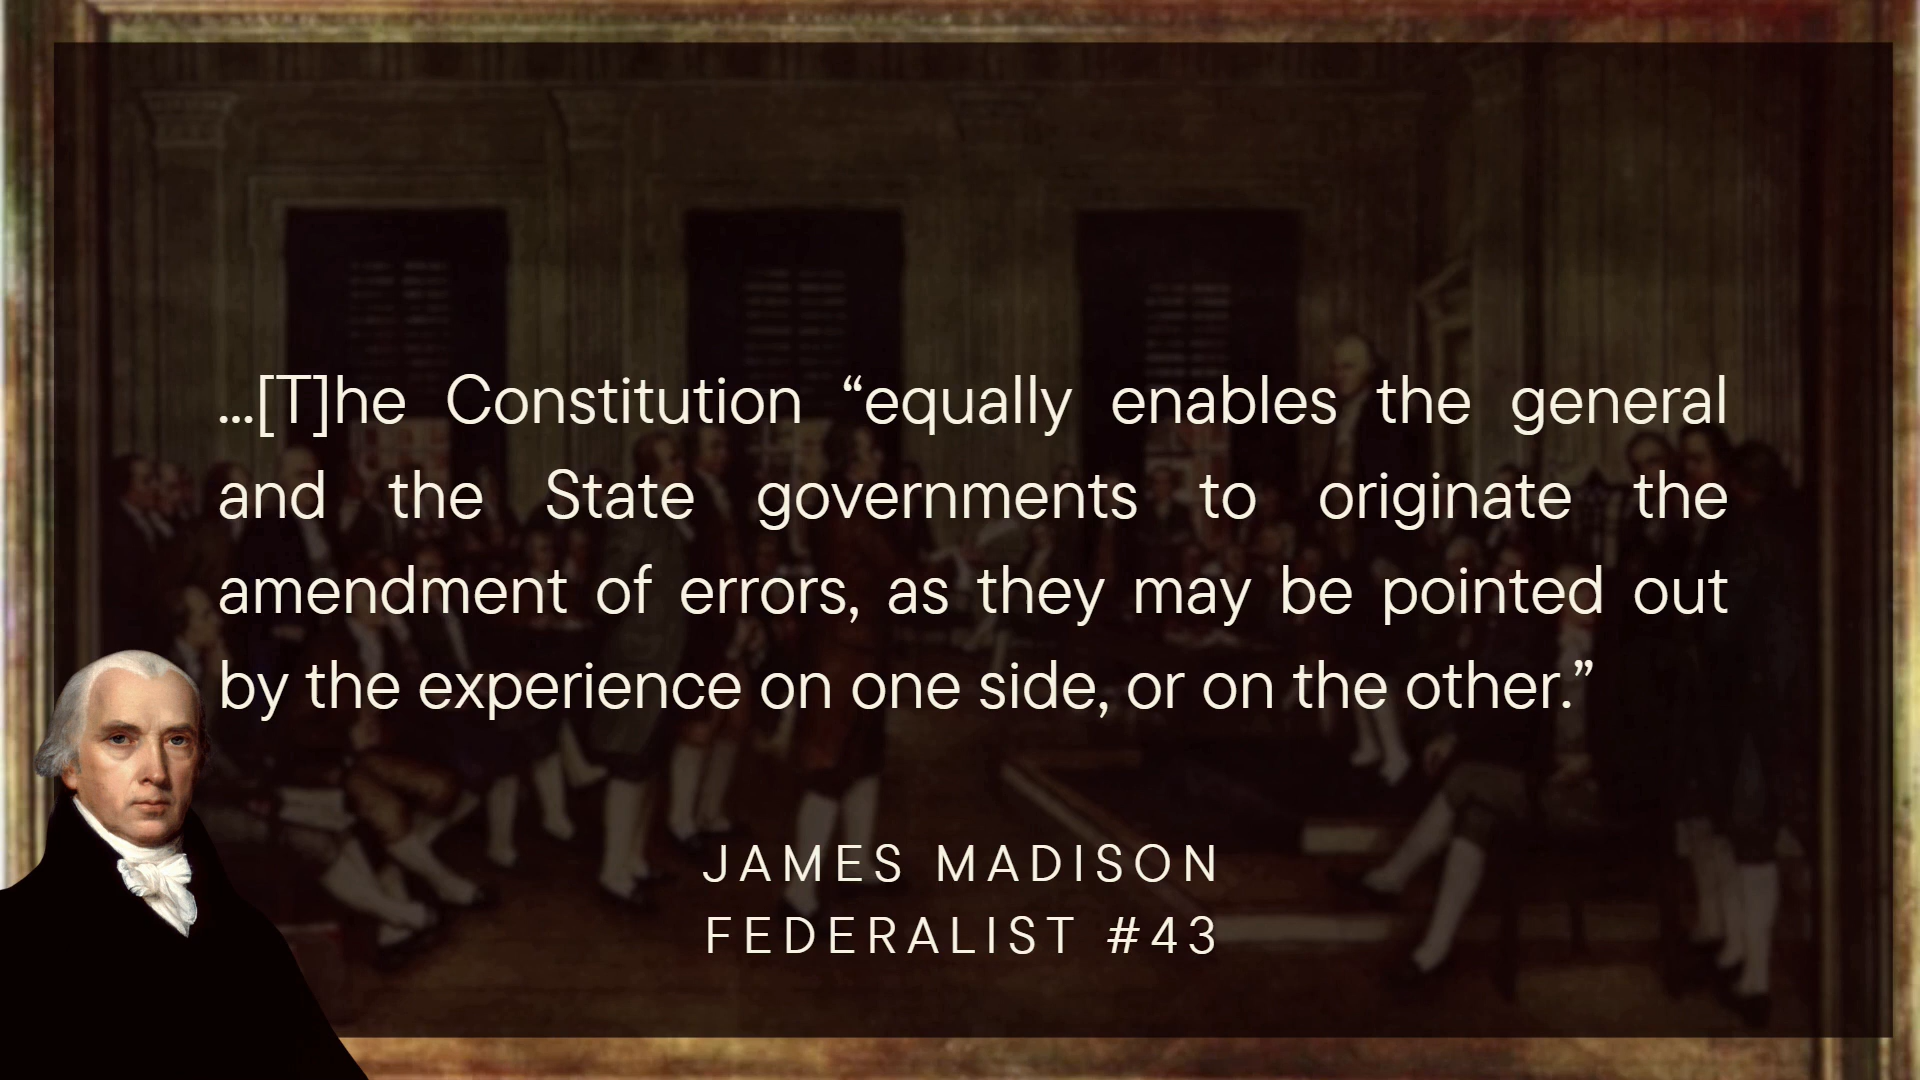 ...[T]he Constitution “equally enables the general
and the State governments to originate the
amendment of errors, as they may be pointed out
by the experience on one side, or on the other.”
JAMES MADISON
FEDERALIST #43